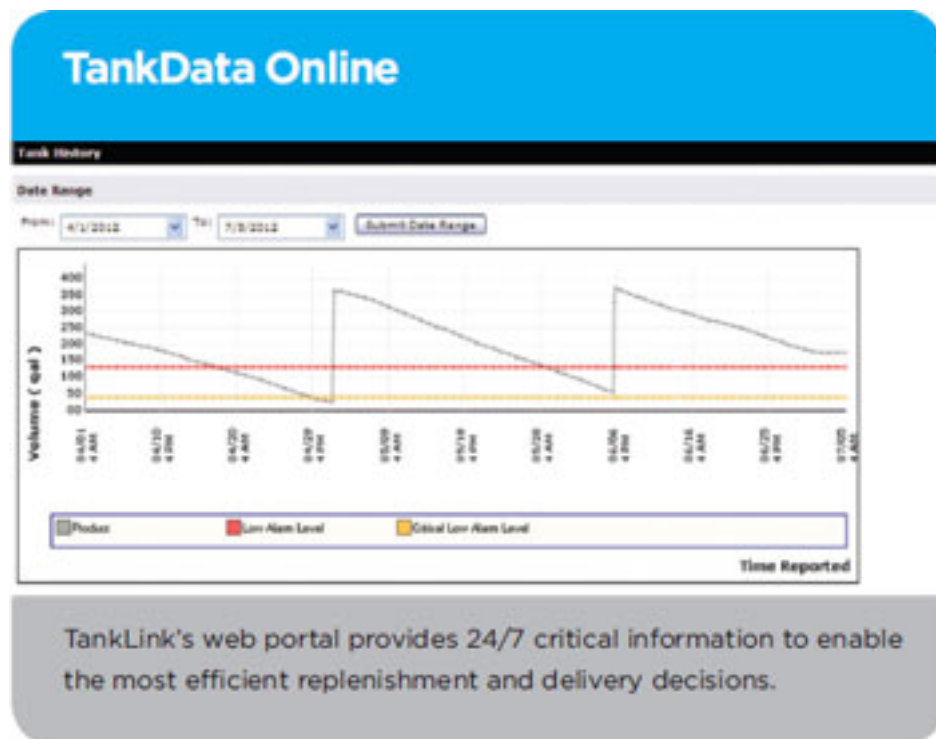 TankData Online
Tank History
Date Range
From: 4/1/2012 To: 7/5/2012 Submit Date Range
Volume ( gal )
400
350
300
250
200
150
100
50
00
04/01 4 AM
04/10 4 PM
04/20 4 AM
04/29 4 PM
05/09 4 AM
05/18 4 PM
05/28 4 AM
06/06 4 PM
06/16 4 AM
06/25 4 PM
07/05 4 AM
Product Low Alarm Level Critical Low Alarm Level
Time Reported
TankLink's web portal provides 24/7 critical information to enable
the most efficient replenishment and delivery decisions.